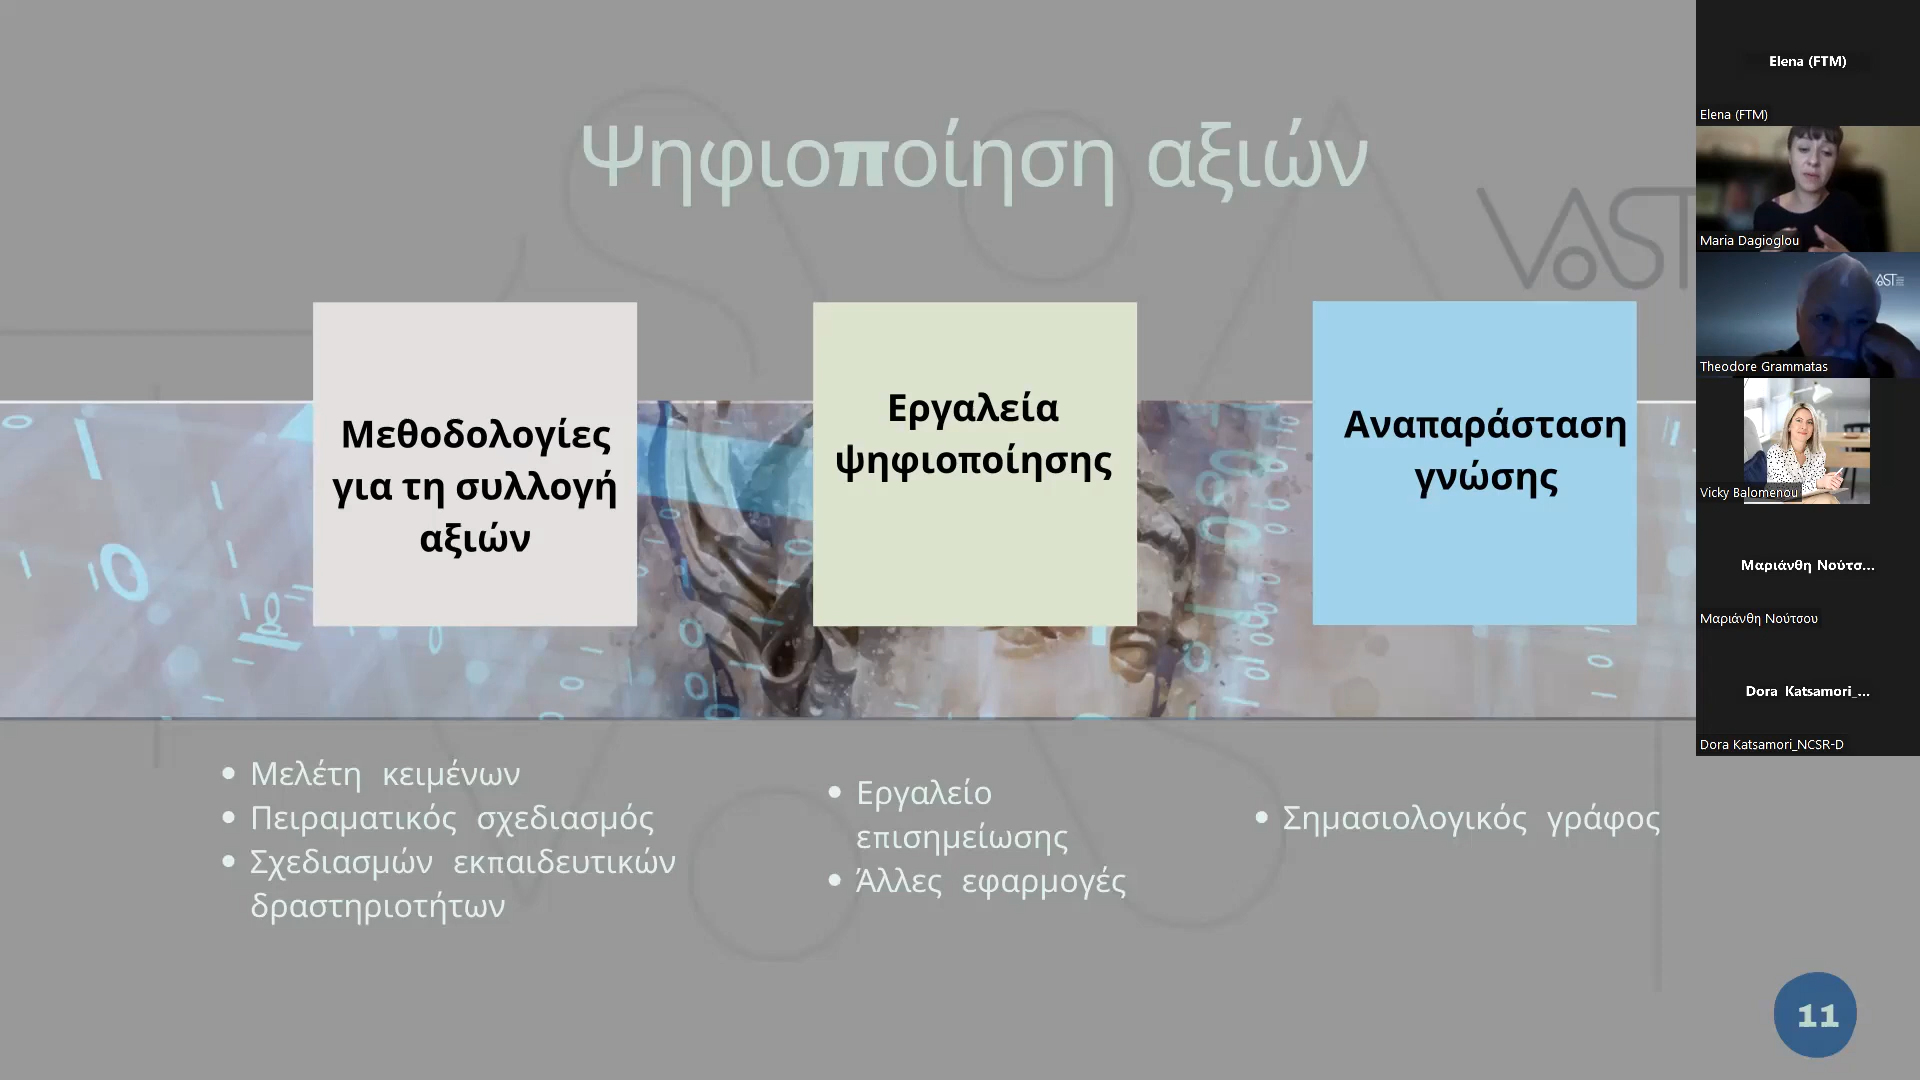 Ψηφιοποίηση αξιών
VAST
Μεθοδολογίες
για τη συλλογή
αξιών
Εργαλεία
ψηφιοποίησης
Αναπαράσταση
γνώσης
Μελέτη κειμένων
Πειραματικός σχεδιασμός
Σχεδιασμών εκπαιδευτικών
δραστηριοτήτων
Εργαλείο
επισημείωσης
Άλλες εφαρμογές
Σημασιολογικός γράφος
11
Elena (FTM)
Elena (FTM)
Maria Dagioglou
VAST
Theodore Grammatas
Vicky Balomenou
Μαριάνθη Νούτσ...
Μαριάνθη Νούτσου
Dora Katsamori_...
Dora Katsamori_NCSR-D